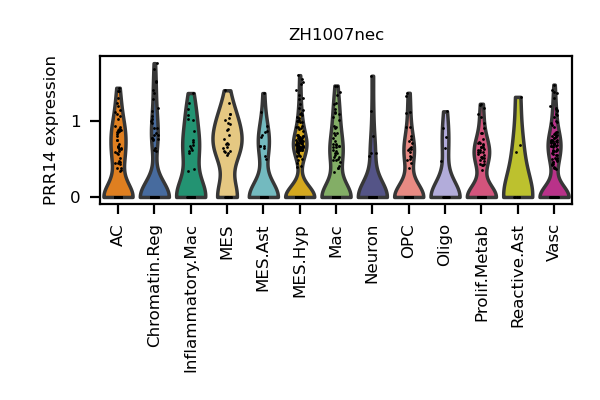 ZH1007nec
PRR14 expression
1
0
AC
Chromatin.Reg
Inflammatory.Mac
MES
MES.Ast
MES.Hyp
Mac
Neuron
OPC
Oligo
Prolif.Metab
Reactive.Ast
Vasc